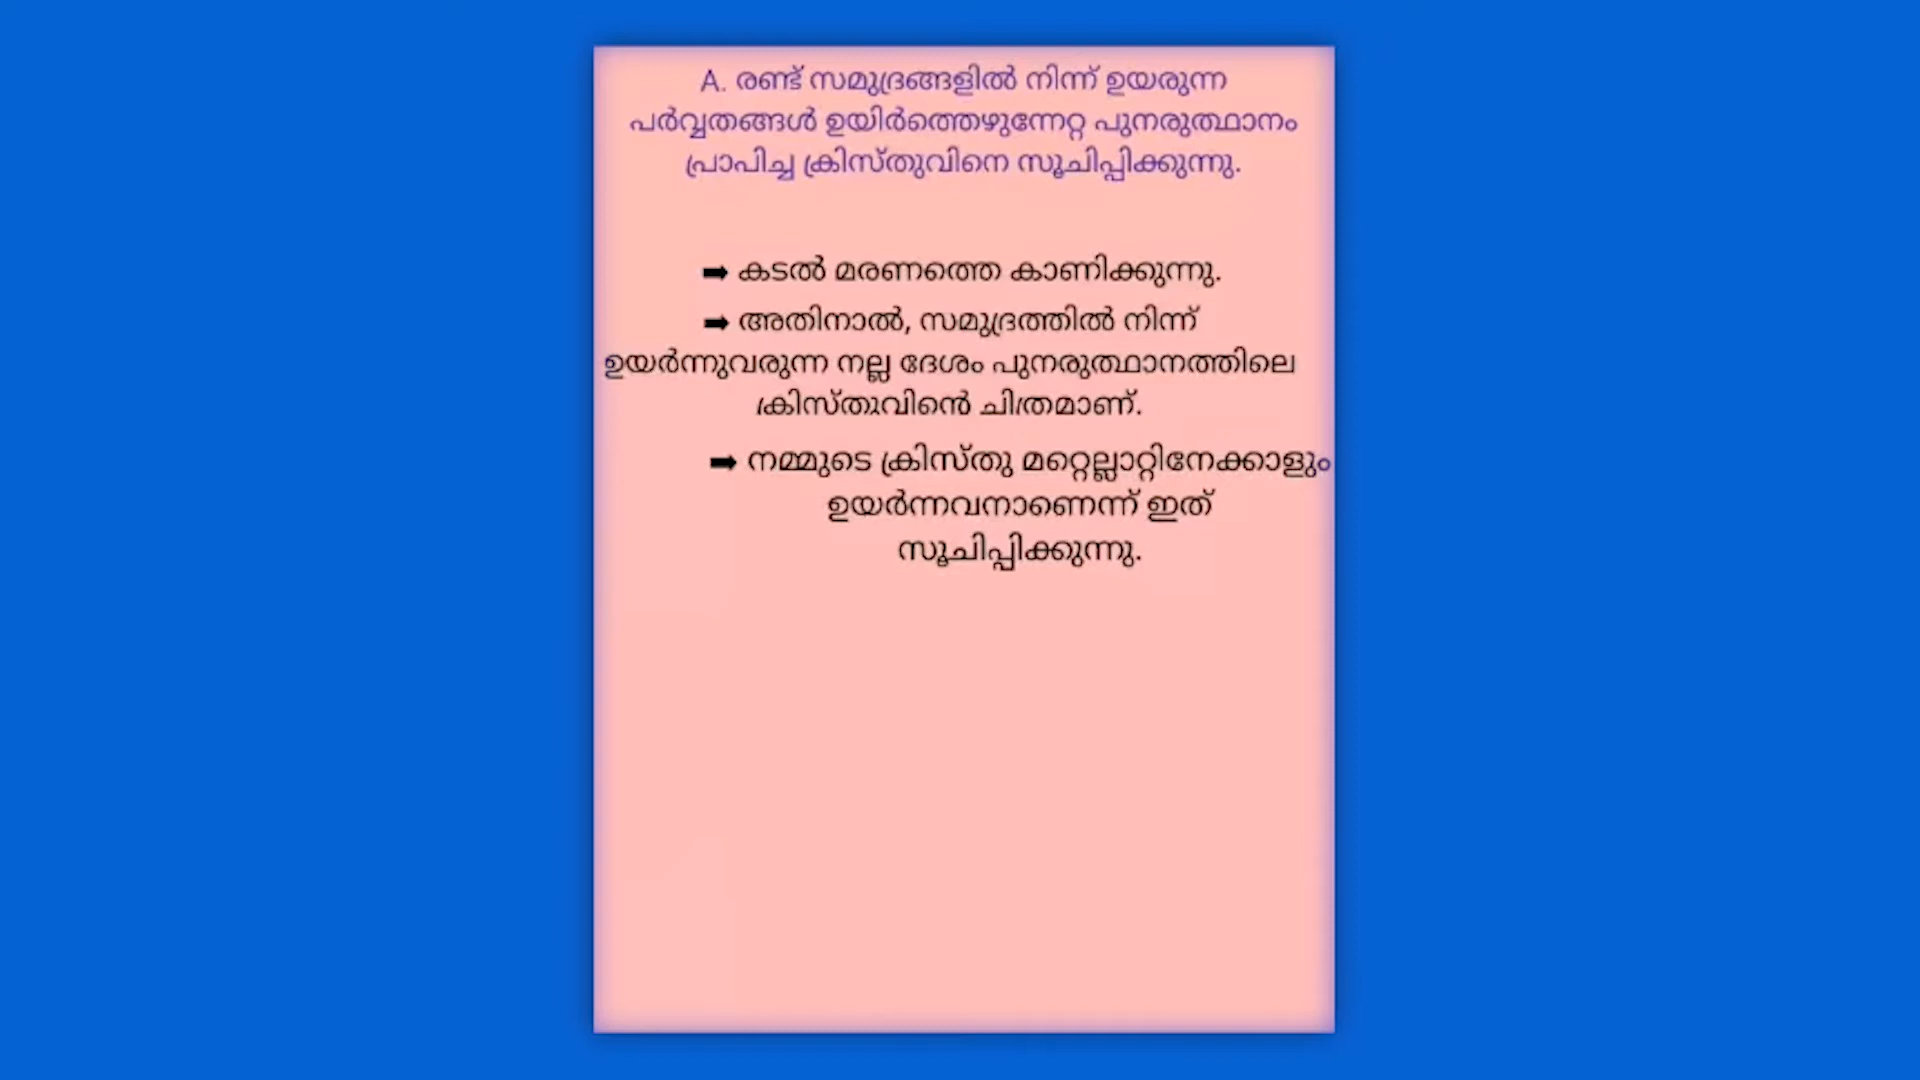 A. രണ്ട് സമുദ്രങ്ങളിൽ നിന്ന് ഉയരുന്ന
പർവ്വതങ്ങൾ ഉയിർത്തെഴുന്നേറ്റ പുനരുത്ഥാനം
പ്രാപിച്ച ക്രിസ്തുവിനെ സൂചിപ്പിക്കുന്നു.
➡ കടൽ മരണത്തെ കാണിക്കുന്നു.
➡ അതിനാൽ, സമുദ്രത്തിൽ നിന്ന്
ഉയർന്നുവരുന്ന നല്ല ദേശം പുനരുത്ഥാനത്തിലെ
ക്രിസ്തുവിൻ്റെ ചിത്രമാണ്.
➡ നമ്മുടെ ക്രിസ്തു മറ്റെല്ലാറ്റിനേക്കാളും
ഉയർന്നവനാണെന്ന് ഇത്
സൂചിപ്പിക്കുന്നു.